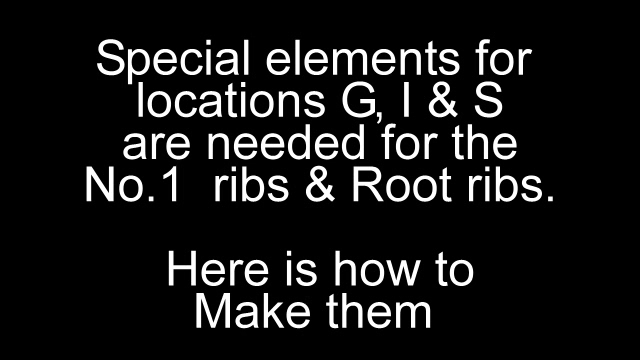 Special elements for
locations G, I & S
are needed for the
No.1 ribs & Root ribs.
Here is how to
Make them